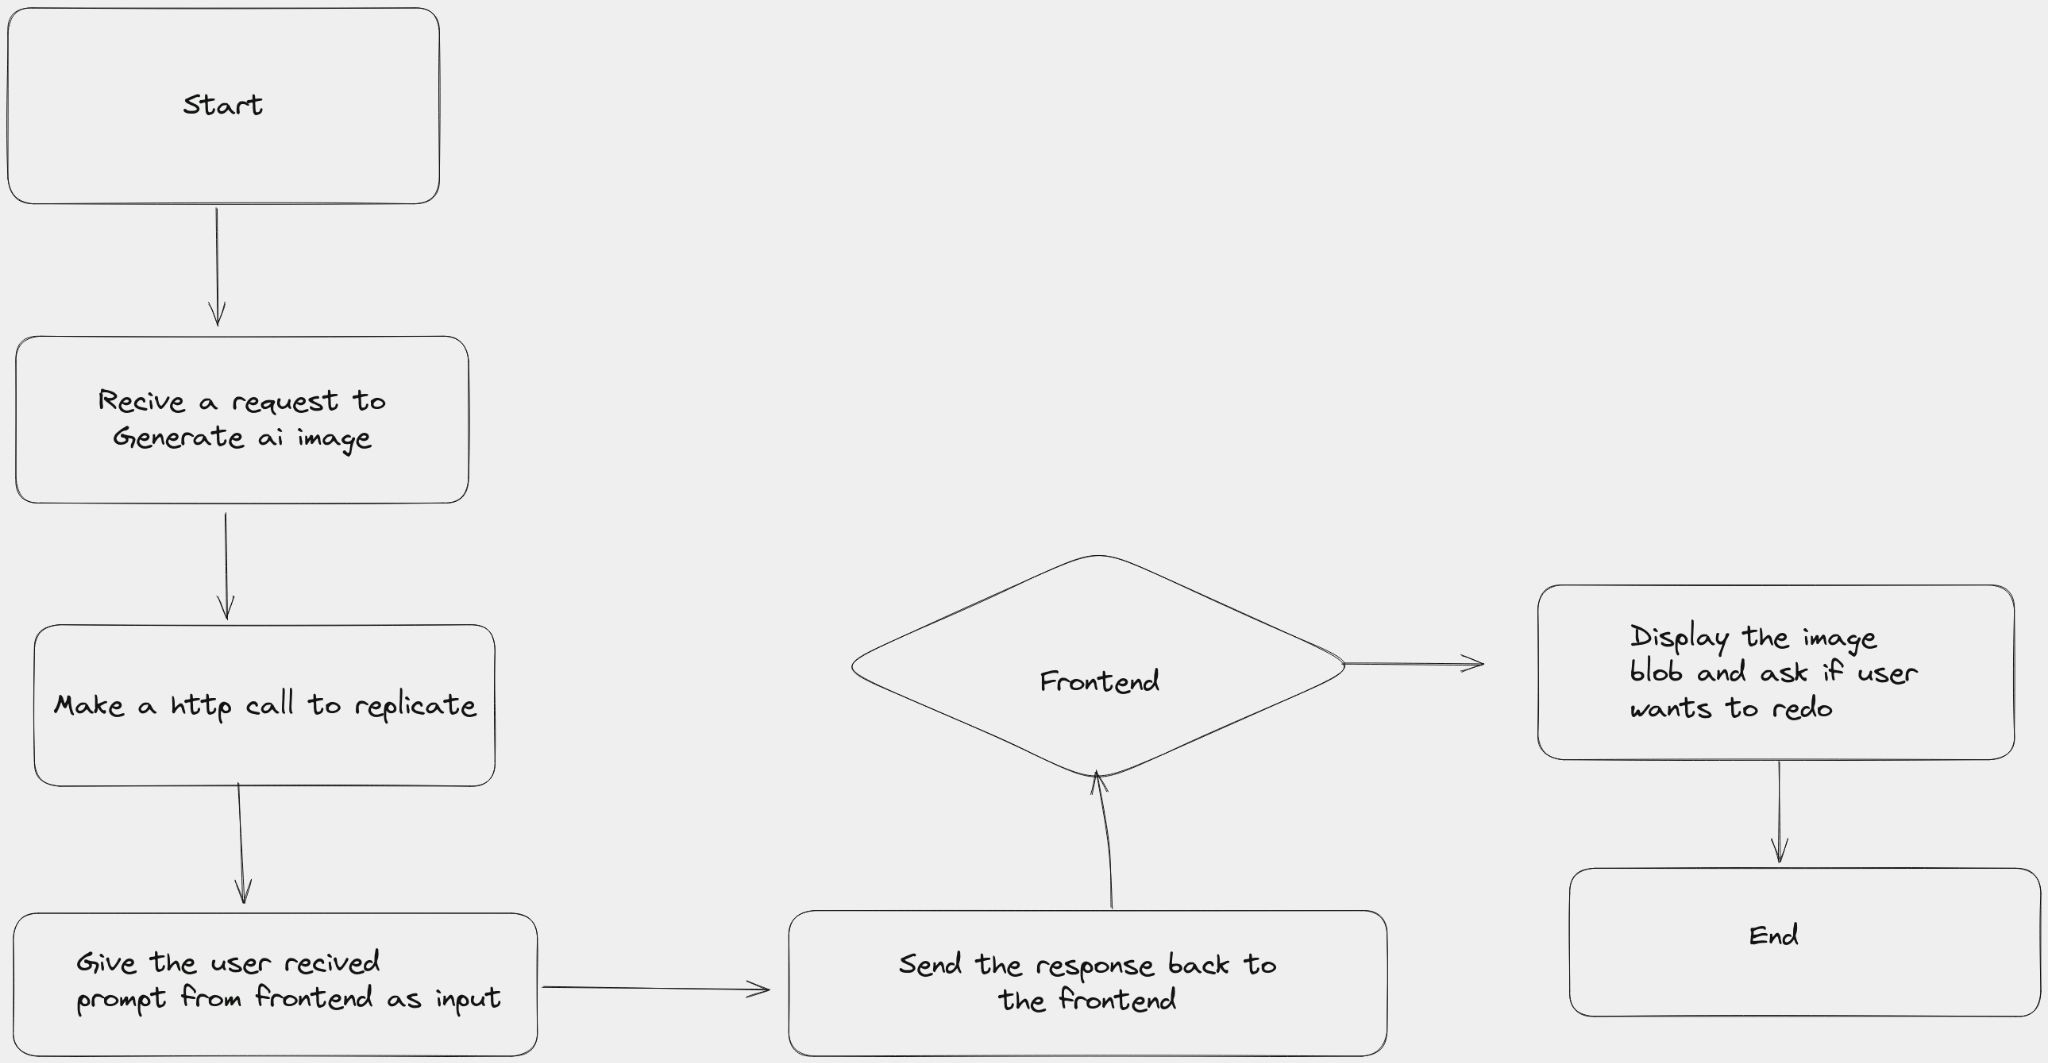 Start
Recive a request to
Generate ai image
Make a http call to replicate
Give the user recived
prompt from frontend as input
Send the response back to
the frontend
Frontend
Display the image
blob and ask if user
wants to redo
End